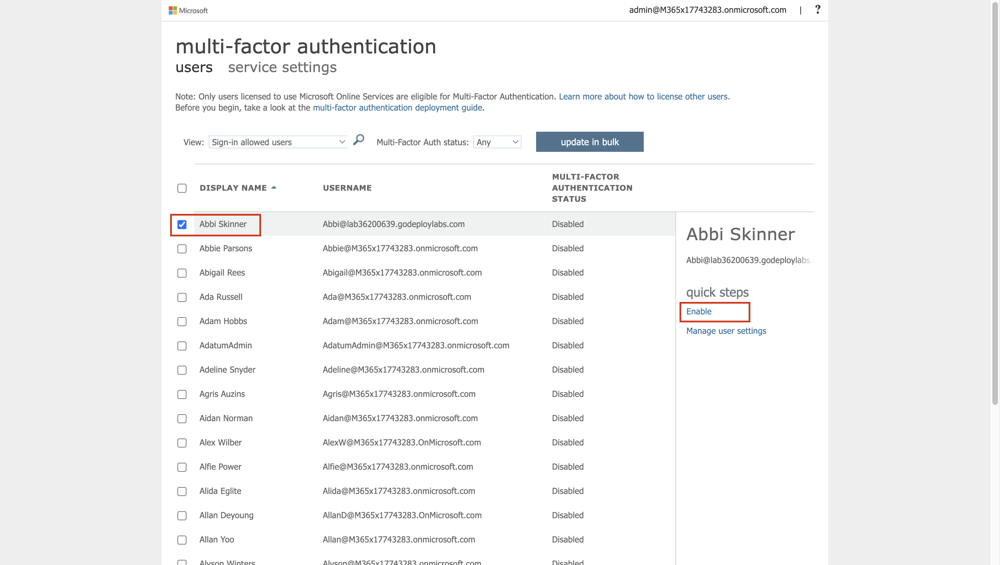 Microsoft
admin@M365x17743283.onmicrosoft.com | ?
multi-factor authentication
users service settings
Note: Only users licensed to use Microsoft Online Services are eligible for Multi-Factor Authentication. Learn more about how to license other users.
Before you begin, take a look at the multi-factor authentication deployment guide.
View: Sign-in allowed users Multi-Factor Auth status: Any update in bulk
DISPLAY NAME USERNAME MULTI-FACTOR
AUTHENTICATION
STATUS
Abbi Skinner Abbi@lab36200639.godeploylabs.com Disabled
Abbie Parsons Abbie@M365x17743283.onmicrosoft.com Disabled
Abigail Rees Abigail@M365x17743283.onmicrosoft.com Disabled
Ada Russell Ada@M365x17743283.onmicrosoft.com Disabled
Adam Hobbs Adam@M365x17743283.onmicrosoft.com Disabled
AdatumAdmin AdatumAdmin@M365x17743283.onmicrosoft.com Disabled
Adeline Snyder Adeline@M365x17743283.onmicrosoft.com Disabled
Agris Auzins Agris@M365x17743283.onmicrosoft.com Disabled
Aidan Norman Aidan@M365x17743283.onmicrosoft.com Disabled
Alex Wilber AlexW@M365x17743283.OnMicrosoft.com Disabled
Alfie Power Alfie@M365x17743283.onmicrosoft.com Disabled
Alida Eglite Alida@M365x17743283.onmicrosoft.com Disabled
Allan Deyoung AllanD@M365x17743283.OnMicrosoft.com Disabled
Allan Yoo Allan@M365x17743283.onmicrosoft.com Disabled
Alyson Winters Alyson@M365x17743283.onmicrosoft.com Disabled
Abbi Skinner
Abbi@lab36200639.godeploylabs.
quick steps
Enable
Manage user settings